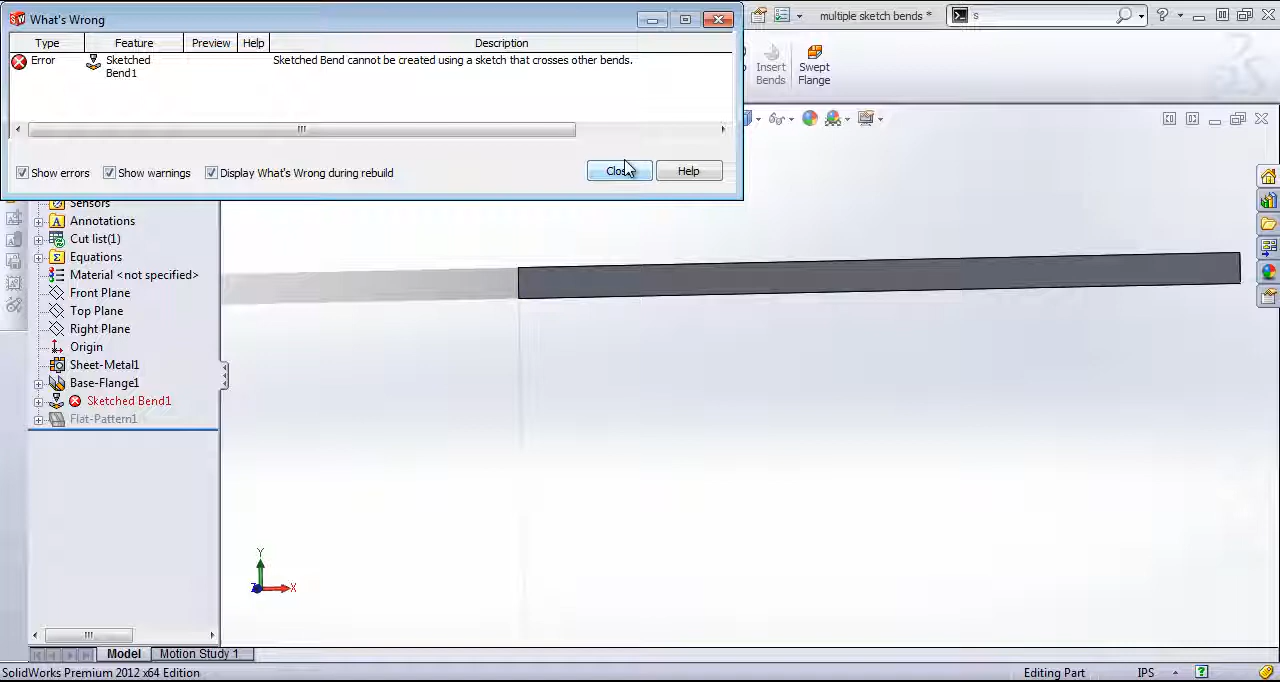 What's Wrong
Type Feature Preview Help Description
Error Sketched Bend1 Sketched Bend cannot be created using a sketch that crosses other bends.
Show errors Show warnings Display What's Wrong during rebuild
Help
multiple sketch bends *
s
Insert Bends
Swept Flange
Sensors
Annotations
Cut list(1)
Equations
Material <not specified>
Front Plane
Top Plane
Right Plane
Origin
Sheet-Metal1
Base-Flange1
Sketched Bend1
Flat-Pattern1
Y
X
Model Motion Study 1
SolidWorks Premium 2012 x64 Edition
Editing Part IPS